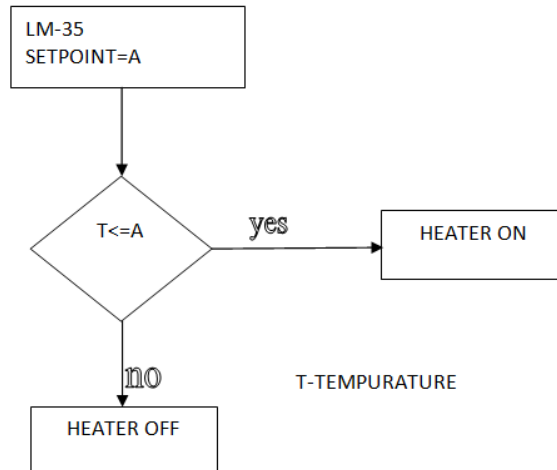 LM-35
SETPOINT=A
T<=A
yes
HEATER ON
no
T-TEMPURATURE
HEATER OFF